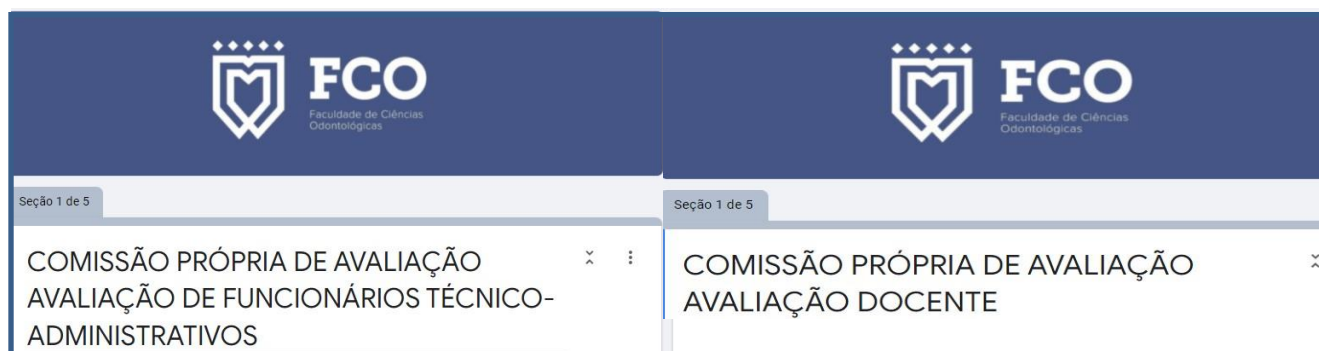 FCO
Faculdade de Ciências
Odontológicas
Seção 1 de 5
COMISSÃO PRÓPRIA DE AVALIAÇÃO
AVALIAÇÃO DE FUNCIONÁRIOS TÉCNICO-
ADMINISTRATIVOS
FCO
Faculdade de Ciências
Odontológicas
Seção 1 de 5
COMISSÃO PRÓPRIA DE AVALIAÇÃO
AVALIAÇÃO DOCENTE